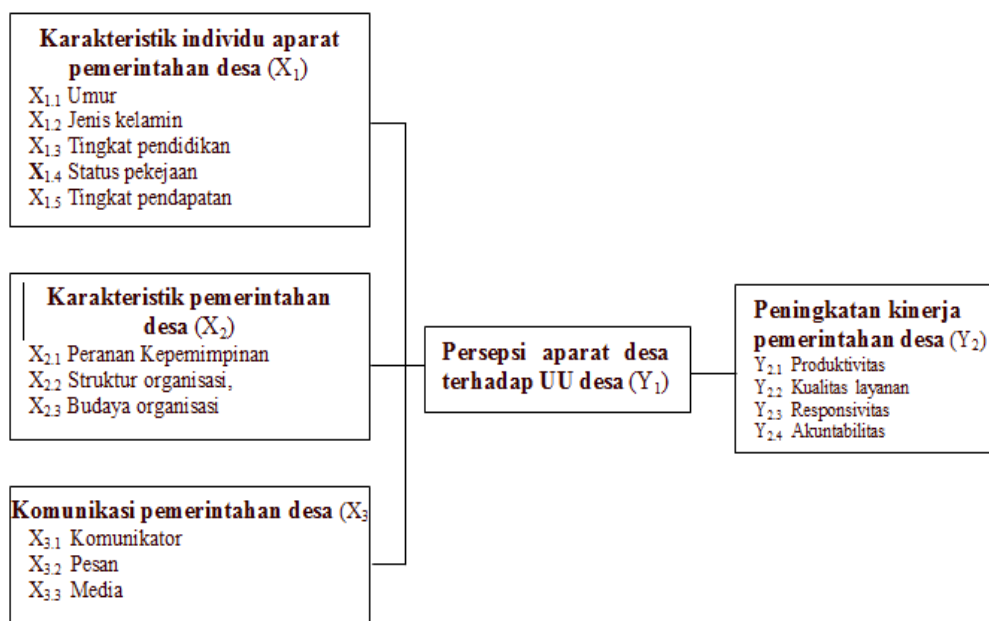 Karakteristik individu aparat
pemerintahan desa (X1)
X1.1 Umur
X1.2 Jenis kelamin
X1.3 Tingkat pendidikan
X1.4 Status pekejaan
X1.5 Tingkat pendapatan
Karakteristik pemerintahan
desa (X2)
X2.1 Peranan Kepemimpinan
X2.2 Struktur organisasi,
X2.3 Budaya organisasi
Komunikasi pemerintahan desa (X3
X3.1 Komunikator
X3.2 Pesan
X3.3 Media
Persepsi aparat desa
terhadap UU desa (Y1)
Peningkatan kinerja
pemerintahan desa (Y2)
Y2.1 Produktivitas
Y2.2 Kualitas layanan
Y2.3 Responsivitas
Y2.4 Akuntabilitas